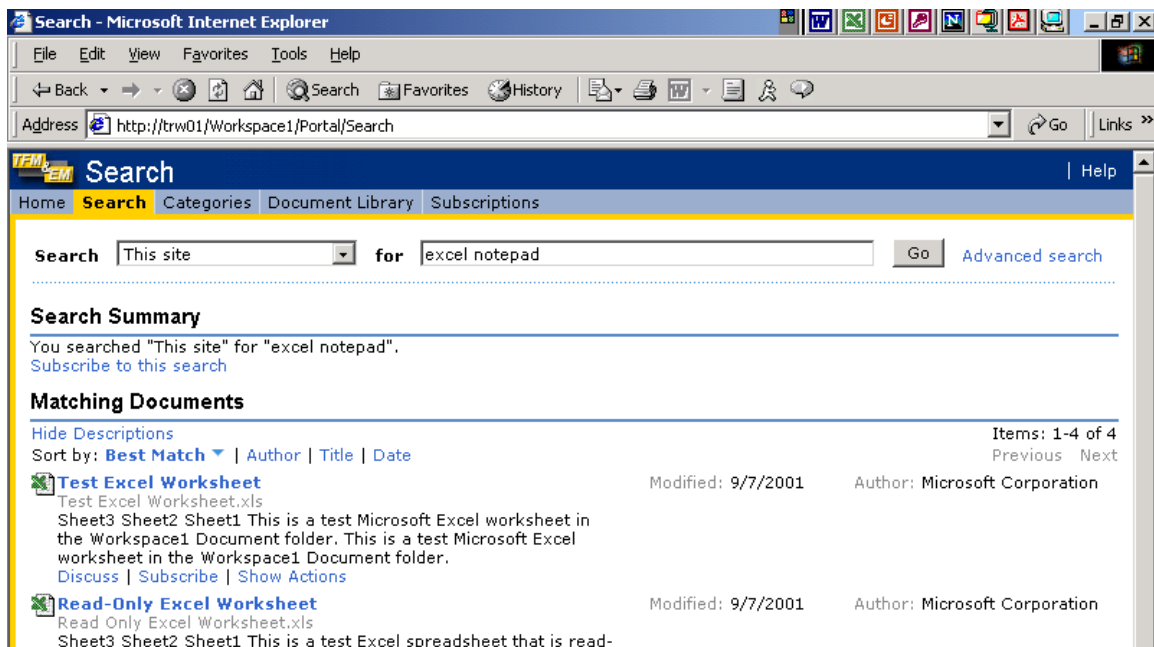 Search - Microsoft Internet Explorer
File Edit View Favorites Tools Help
Back Search Favorites History
Address http://trw01/Workspace1/Portal/Search Go Links »
TFM & EM Search | Help
Home Search Categories Document Library Subscriptions
Search This site for excel notepad Go Advanced search
Search Summary
You searched "This site" for "excel notepad".
Subscribe to this search
Matching Documents
Hide Descriptions Items: 1-4 of 4
Sort by: Best Match | Author | Title | Date Previous Next
Test Excel Worksheet Modified: 9/7/2001 Author: Microsoft Corporation
Test Excel Worksheet.xls
Sheet3 Sheet2 Sheet1 This is a test Microsoft Excel worksheet in
the Workspace1 Document folder. This is a test Microsoft Excel
worksheet in the Workspace1 Document folder.
Discuss | Subscribe | Show Actions
Read-Only Excel Worksheet Modified: 9/7/2001 Author: Microsoft Corporation
Read Only Excel Worksheet.xls
Sheet3 Sheet2 Sheet1 This is a test Excel spreadsheet that is read-